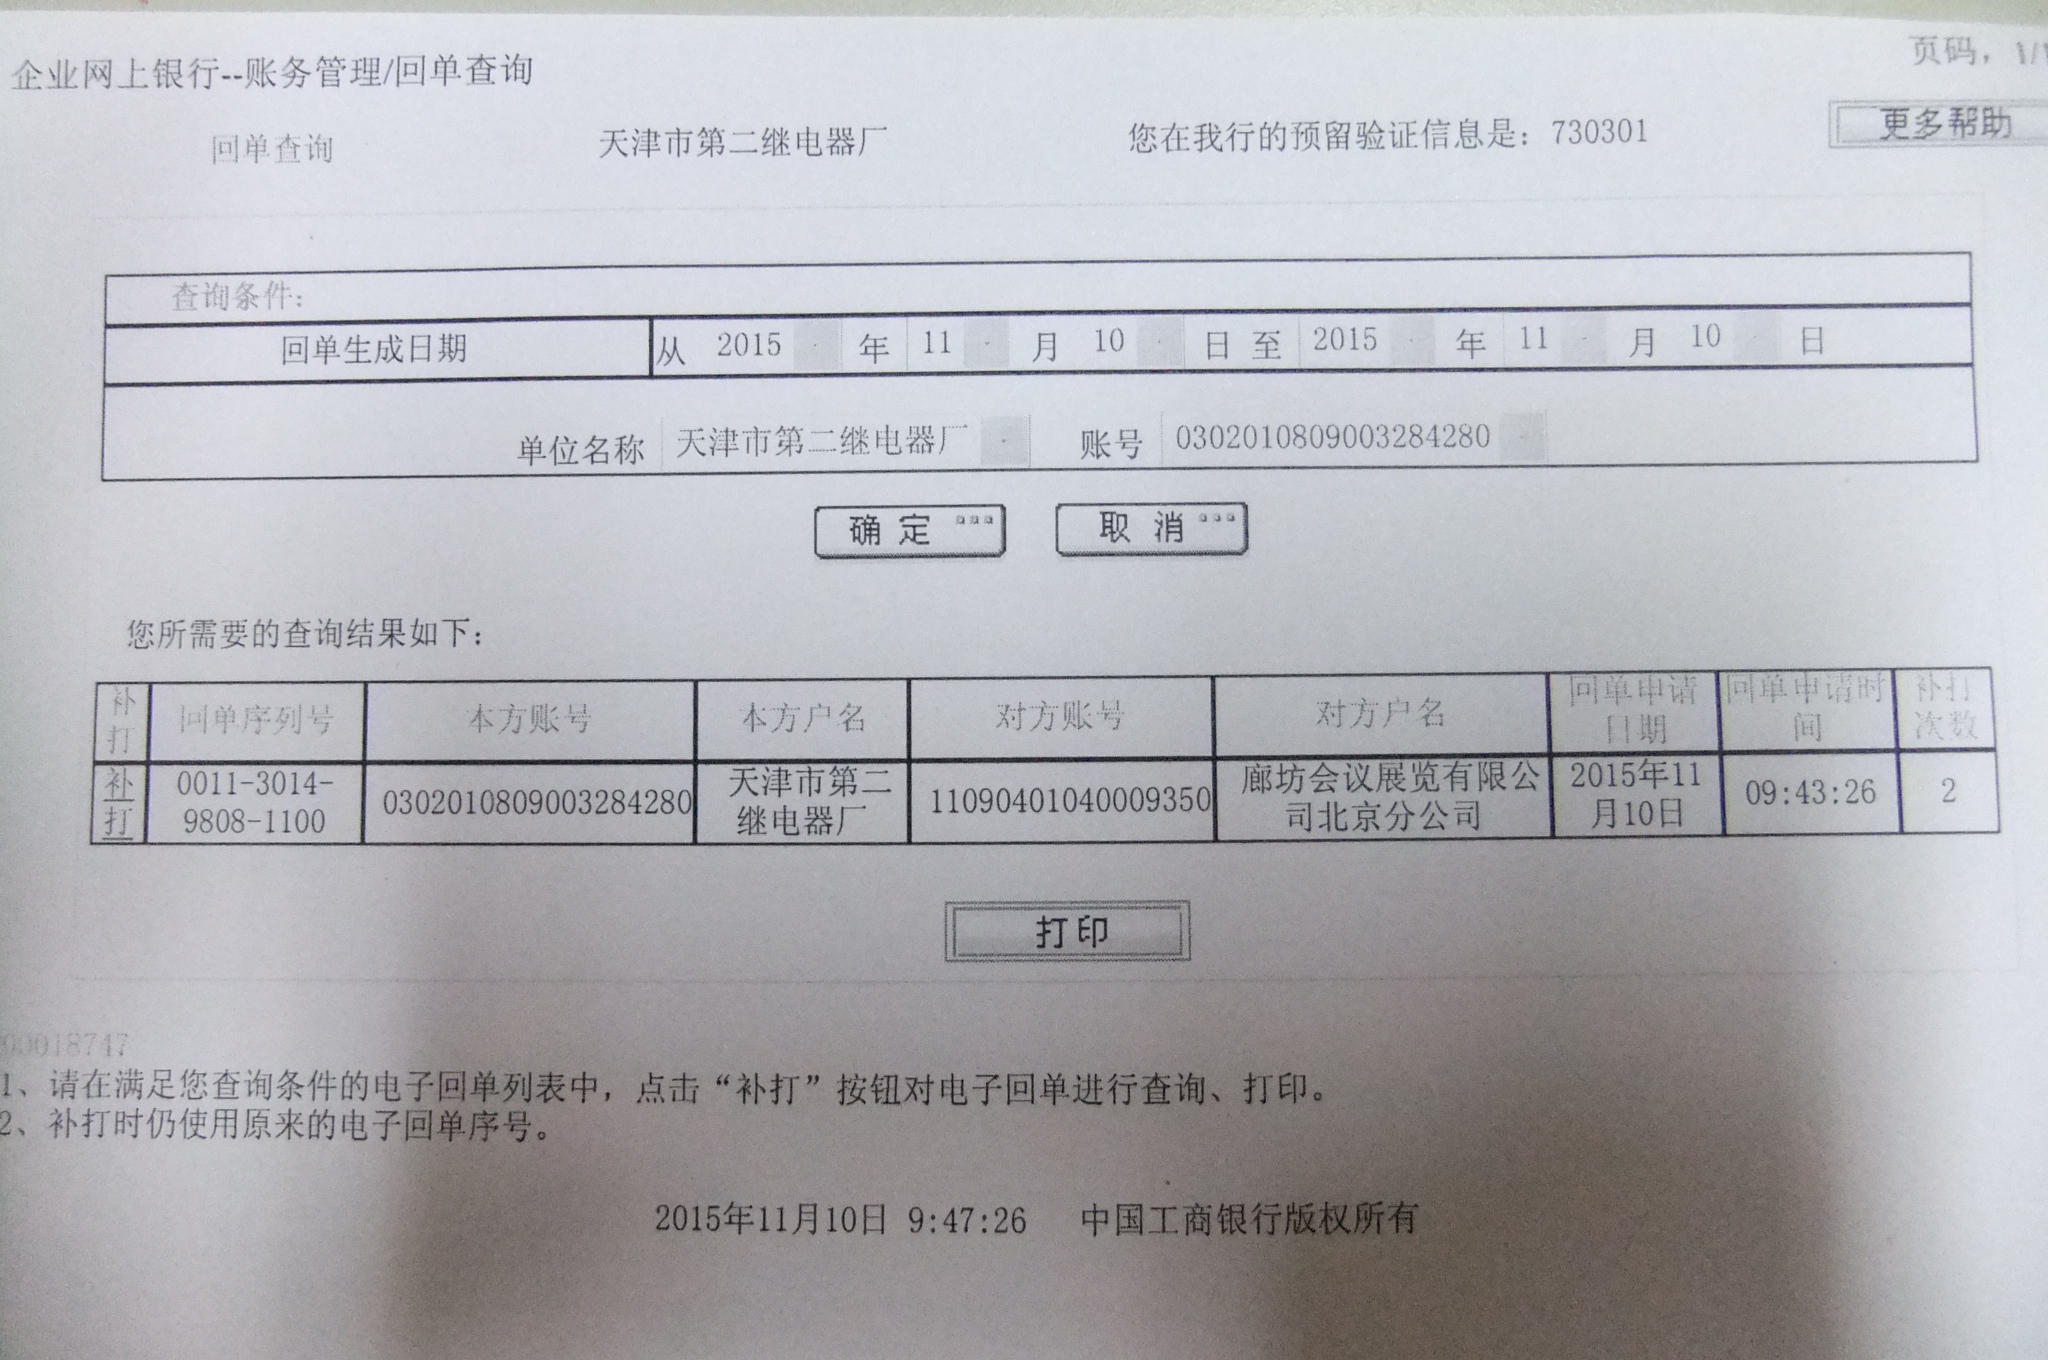 企业网上银行--账务管理/回单查询
页码，1/1
回单查询 天津市第二继电器厂 您在我行的预留验证信息是：730301 更多帮助
查询条件：
回单生成日期 从 2015 年 11 月 10 日 至 2015 年 11 月 10 日
单位名称 天津市第二继电器厂 账号 0302010809003284280
确定 取消
您所需要的查询结果如下：
补打 回单序列号 本方账号 本方户名 对方账号 对方户名 回单申请日期 回单申请时间 补打次数
补打 0011-3014-9808-1100 0302010809003284280 天津市第二继电器厂 11090401040009350 廊坊会议展览有限公司北京分公司 2015年11月10日 09:43:26 2
打印
00018747
1、请在满足您查询条件的电子回单列表中，点击“补打”按钮对电子回单进行查询、打印。
2、补打时仍使用原来的电子回单序号。
2015年11月10日 9:47:26 中国工商银行版权所有